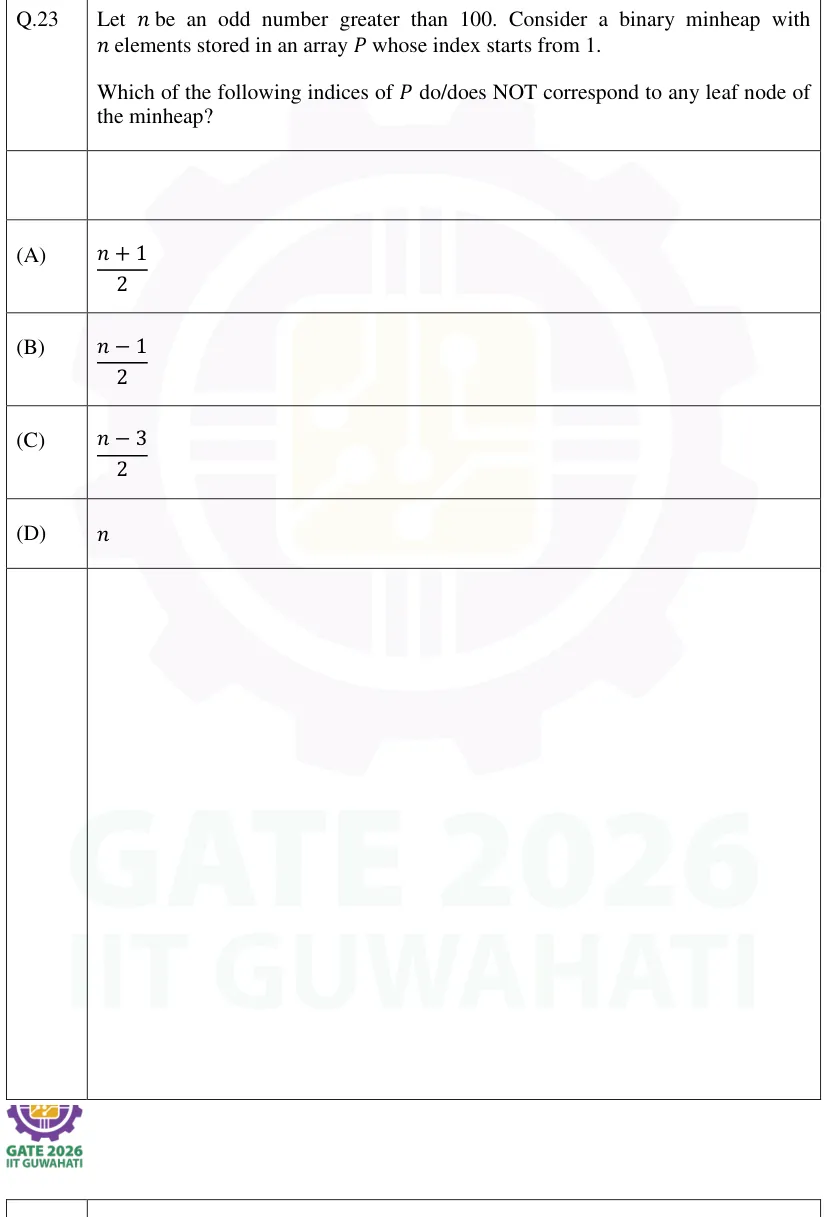 Q.23 Let n be an odd number greater than 100. Consider a binary minheap with
n elements stored in an array P whose index starts from 1.
Which of the following indices of P do/does NOT correspond to any leaf node of
the minheap?
(A) n + 1
2
(B) n − 1
2
(C) n − 3
2
(D) n
GATE 2026
IIT GUWAHATI
GATE 2026
IIT GUWAHATI